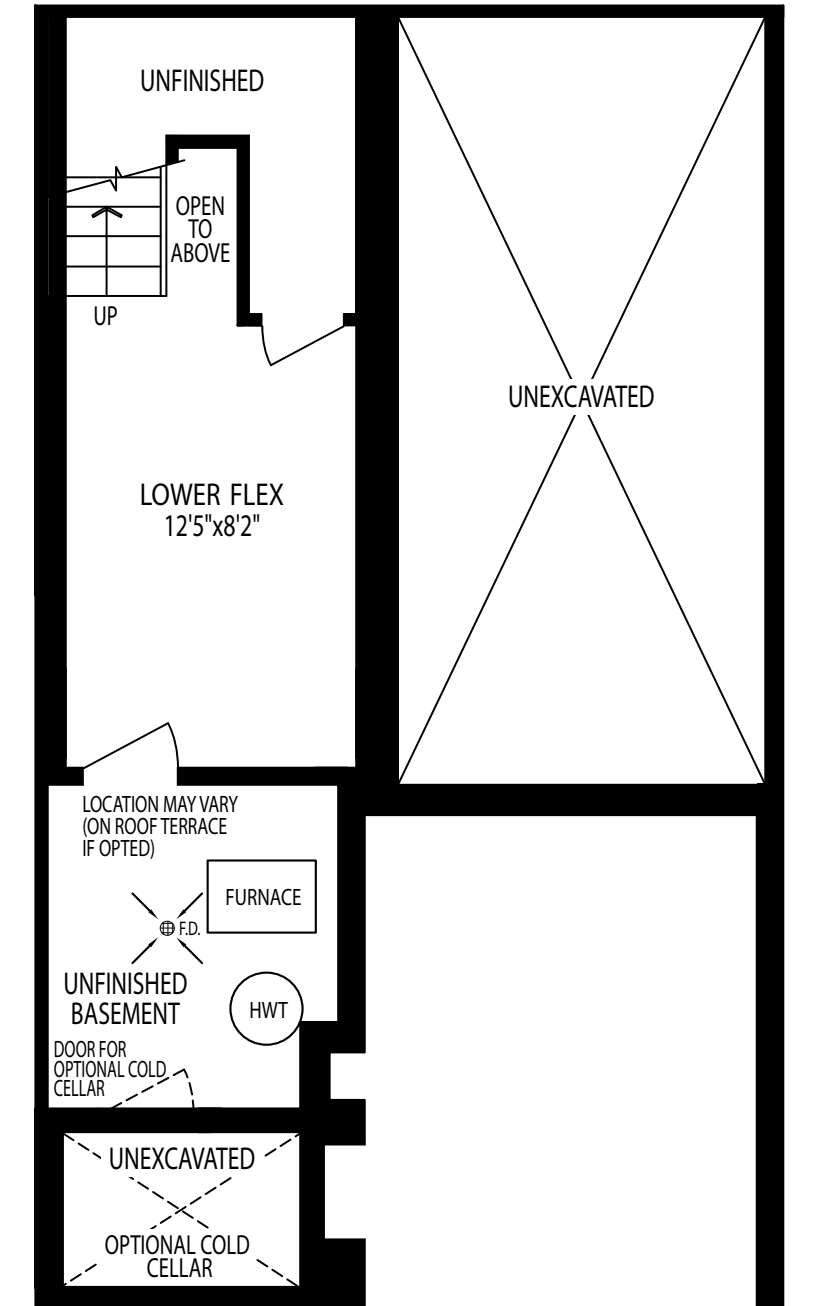 UNFINISHED
OPEN
TO
ABOVE
UP
UNEXCAVATED
LOWER FLEX
12'5"x8'2"
LOCATION MAY VARY
(ON ROOF TERRACE
IF OPTED)
FURNACE
F.D.
UNFINISHED
BASEMENT
HWT
DOOR FOR
OPTIONAL COLD
CELLAR
UNEXCAVATED
OPTIONAL COLD
CELLAR